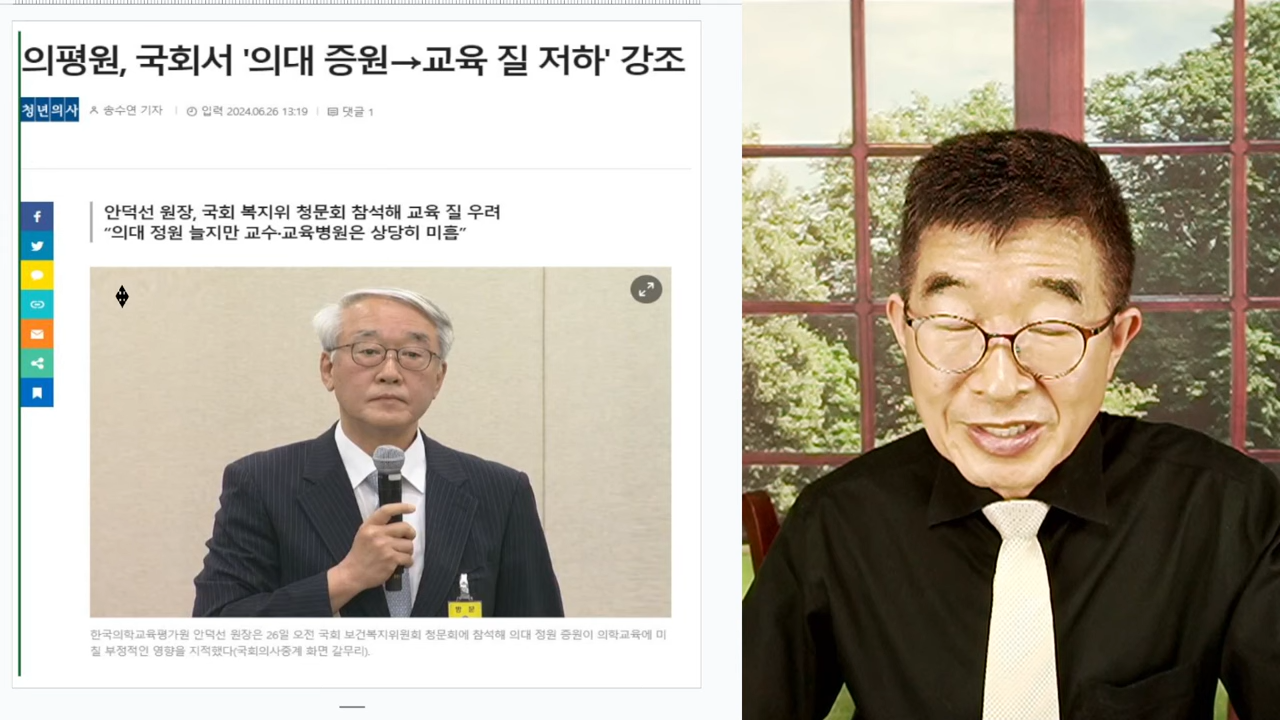 의평원, 국회서 '의대 증원→교육 질 저하' 강조
청년의사 송수연 기자 입력 2024.06.26 13:19 댓글 1
안덕선 원장, 국회 복지위 청문회 참석해 교육 질 우려
“의대 정원 늘지만 교수·교육병원은 상당히 미흡”
방문
한국의학교육평가원 안덕선 원장은 26일 오전 국회 보건복지위원회 청문회에 참석해 의대 정원 증원이 의학교육에 미
칠 부정적인 영향을 지적했다(국회의사중계 화면 갈무리).